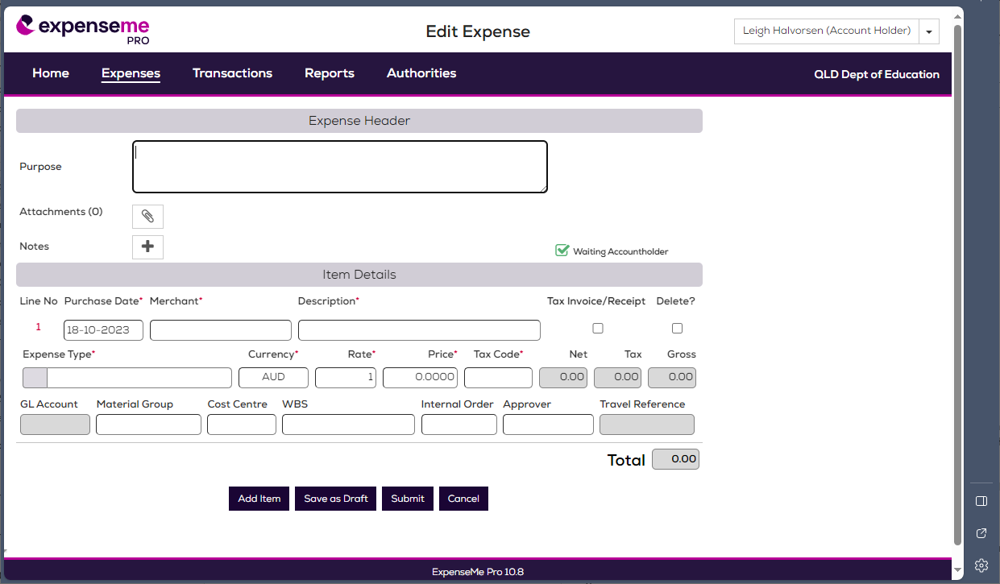 expenseme
PRO
Edit Expense
Leigh Halvorsen (Account Holder)
Home Expenses Transactions Reports Authorities QLD Dept of Education
Expense Header
Purpose
Attachments (0)
Notes
Waiting Accountholder
Item Details
Line No Purchase Date* Merchant* Description* Tax Invoice/Receipt Delete?
1 18-10-2023
Expense Type* Currency* Rate* Price* Tax Code* Net Tax Gross
AUD 1 0.0000 0.00 0.00 0.00
GL Account Material Group Cost Centre WBS Internal Order Approver Travel Reference
Total 0.00
Add Item Save as Draft Submit Cancel
ExpenseMe Pro 10.8